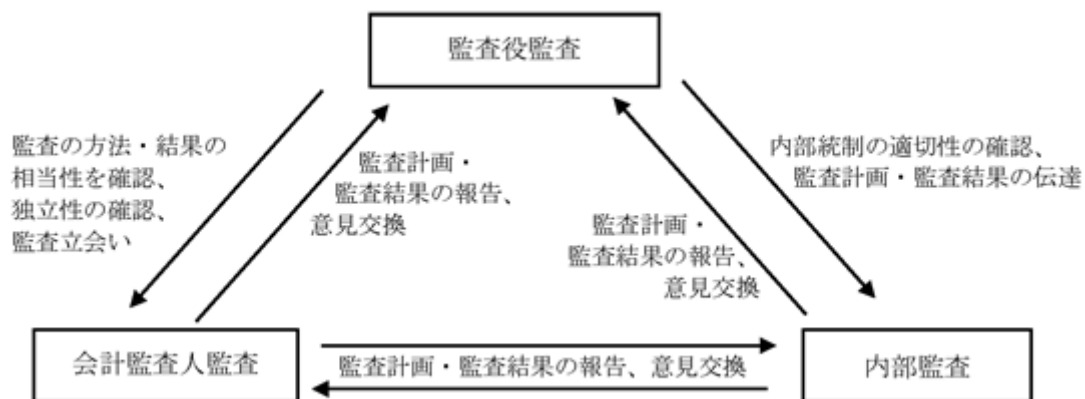 監査役監査
監査の方法・結果の
相当性を確認、
独立性の確認、
監査立会い
監査計画・
監査結果の報告、
意見交換
監査計画・
監査結果の報告、
意見交換
内部統制の適切性の確認、
監査計画・監査結果の伝達
会計監査人監査
監査計画・監査結果の報告、意見交換
内部監査